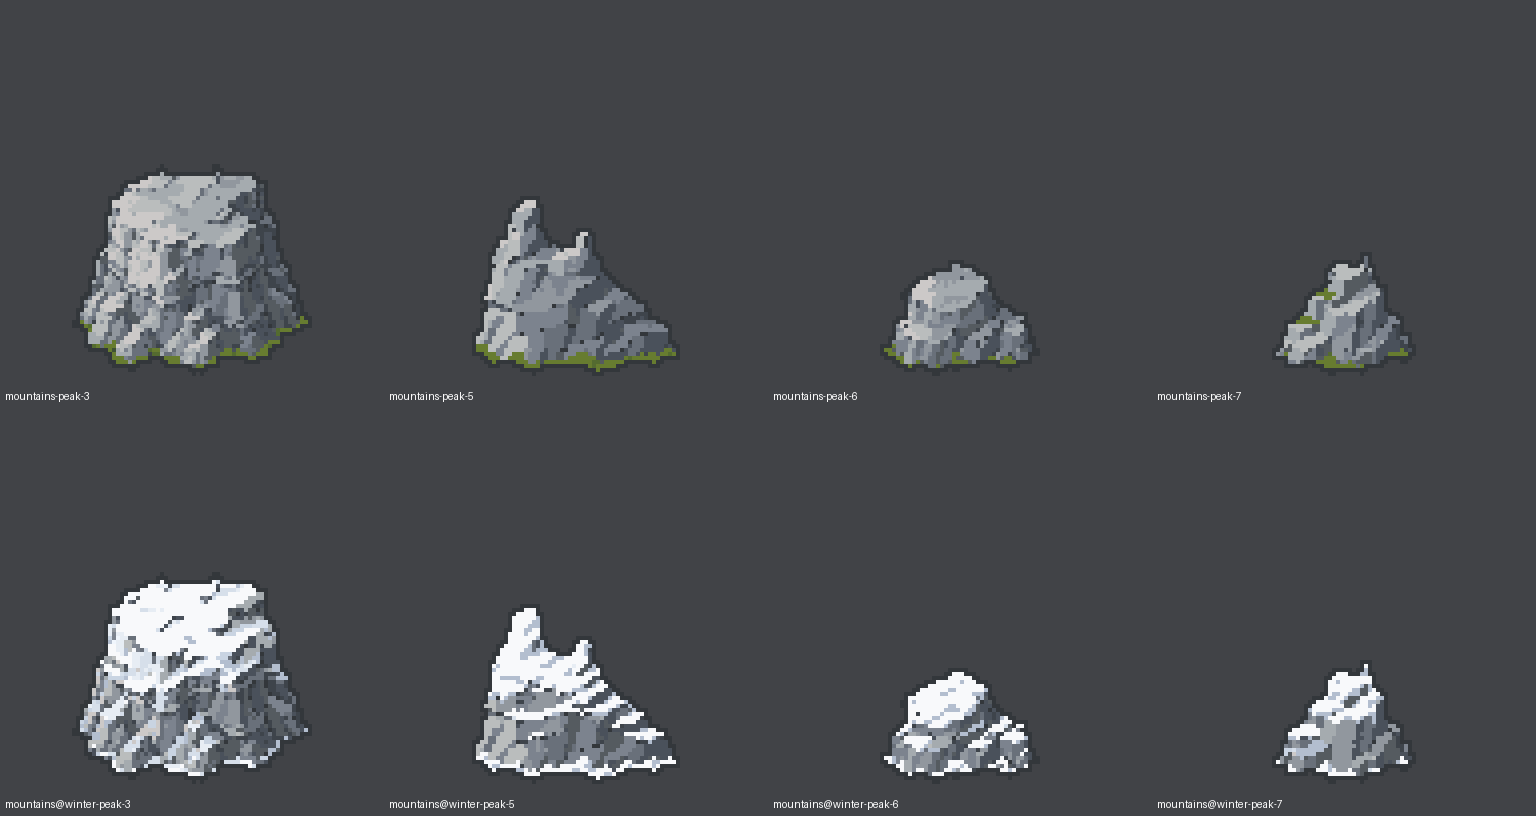 mountains-peak-3
mountains-peak-5
mountains-peak-6
mountains-peak-7
mountains@winter-peak-3
mountains@winter-peak-5
mountains@winter-peak-6
mountains@winter-peak-7